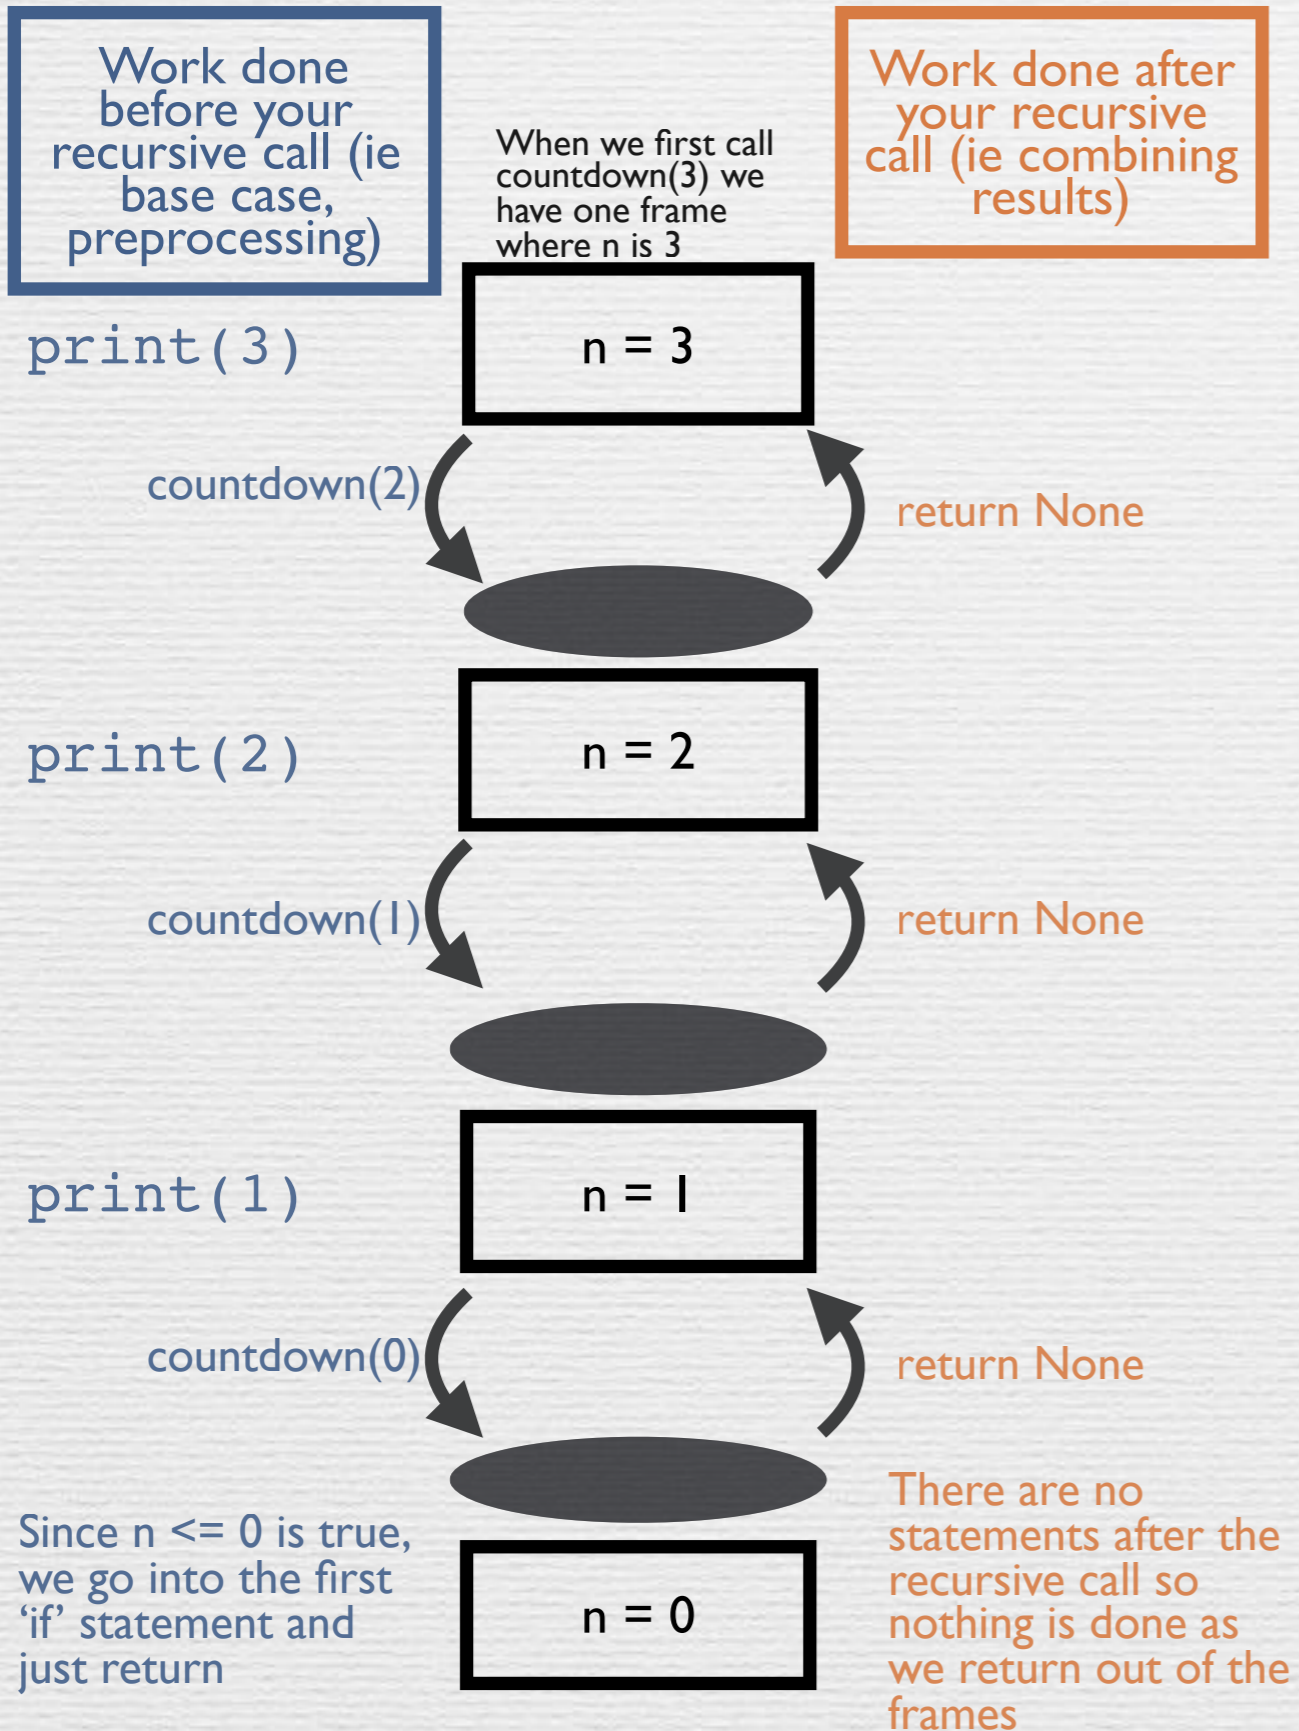 Work done
before your
recursive call (ie
base case,
preprocessing)
When we first call
countdown(3) we
have one frame
where n is 3
Work done after
your recursive
call (ie combining
results)
print(3)
n = 3
countdown(2)
return None
print(2)
n = 2
countdown(1)
return None
print(1)
n = 1
countdown(0)
return None
Since n <= 0 is true,
we go into the first
‘if’ statement and
just return
n = 0
There are no
statements after the
recursive call so
nothing is done as
we return out of the
frames